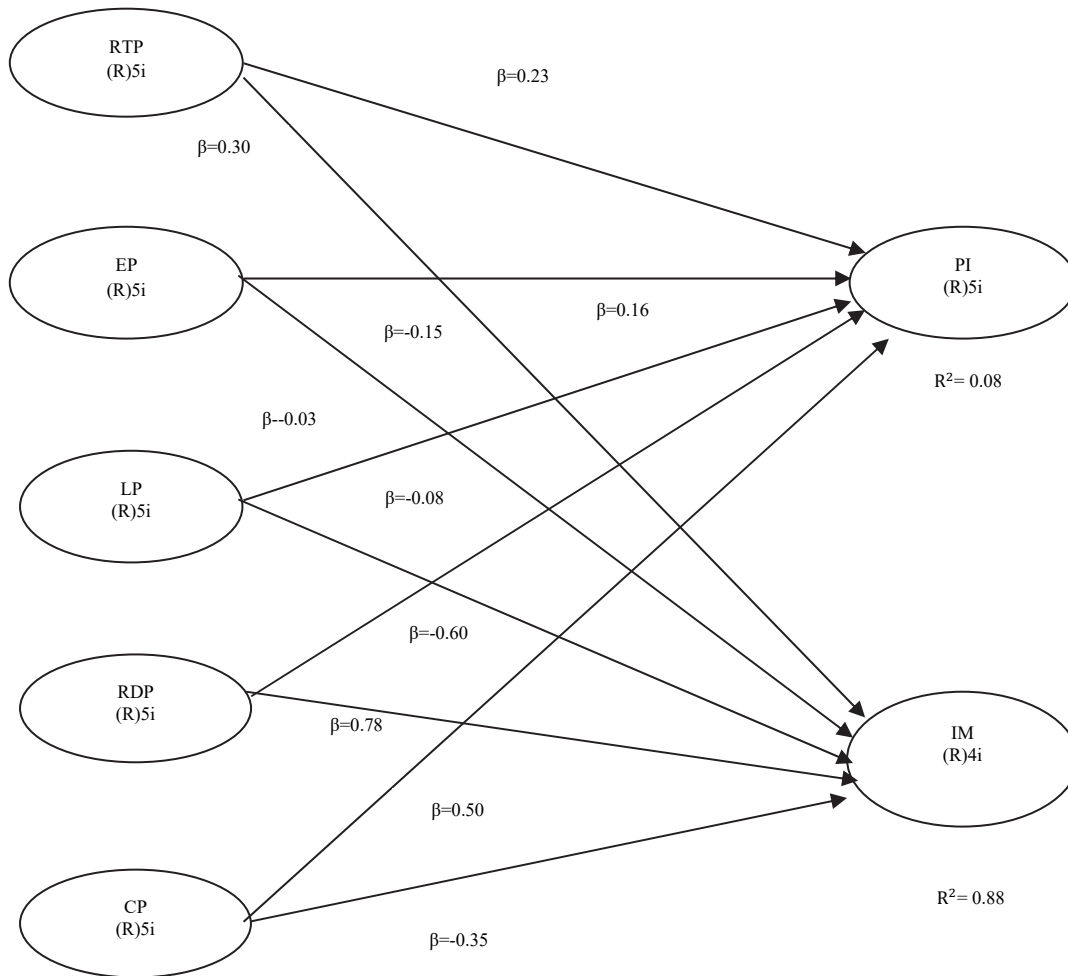 RTP
(R)5i
β=0.23
β=0.30
EP
(R)5i
PI
(R)5i
β=0.16
β=-0.15
R²= 0.08
β--0.03
LP
(R)5i
β=-0.08
β=-0.60
RDP
(R)5i
β=0.78
IM
(R)4i
β=0.50
R²= 0.88
CP
(R)5i
β=-0.35